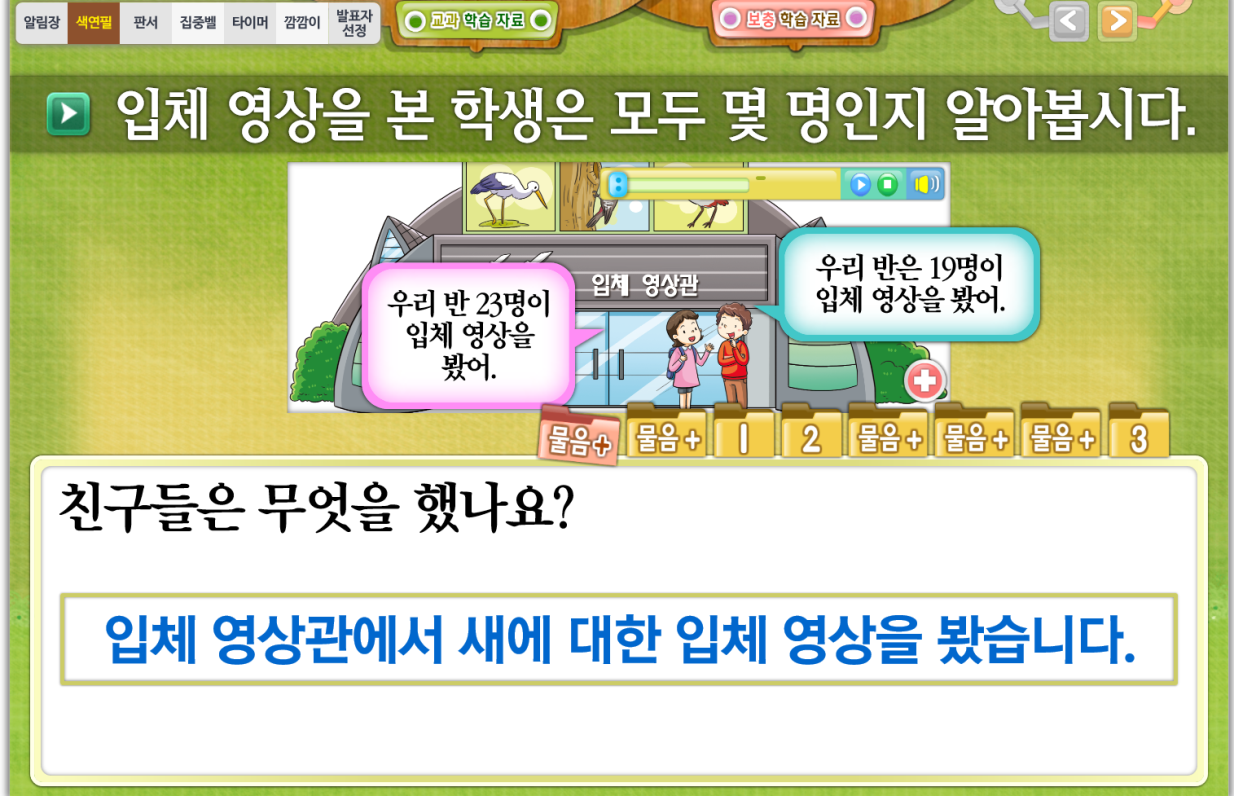 알림장 색연필 판서 집중벨 타이머 깜깜이 발표자 선정
교과 학습 자료
보충 학습 자료
입체 영상을 본 학생은 모두 몇 명인지 알아봅시다.
입체 영상관
우리 반 23명이
입체 영상을
봤어.
우리 반은 19명이
입체 영상을 봤어.
물음+ 물음+ 1 2 물음+ 물음+ 물음+ 3
친구들은 무엇을 했나요?
입체 영상관에서 새에 대한 입체 영상을 봤습니다.